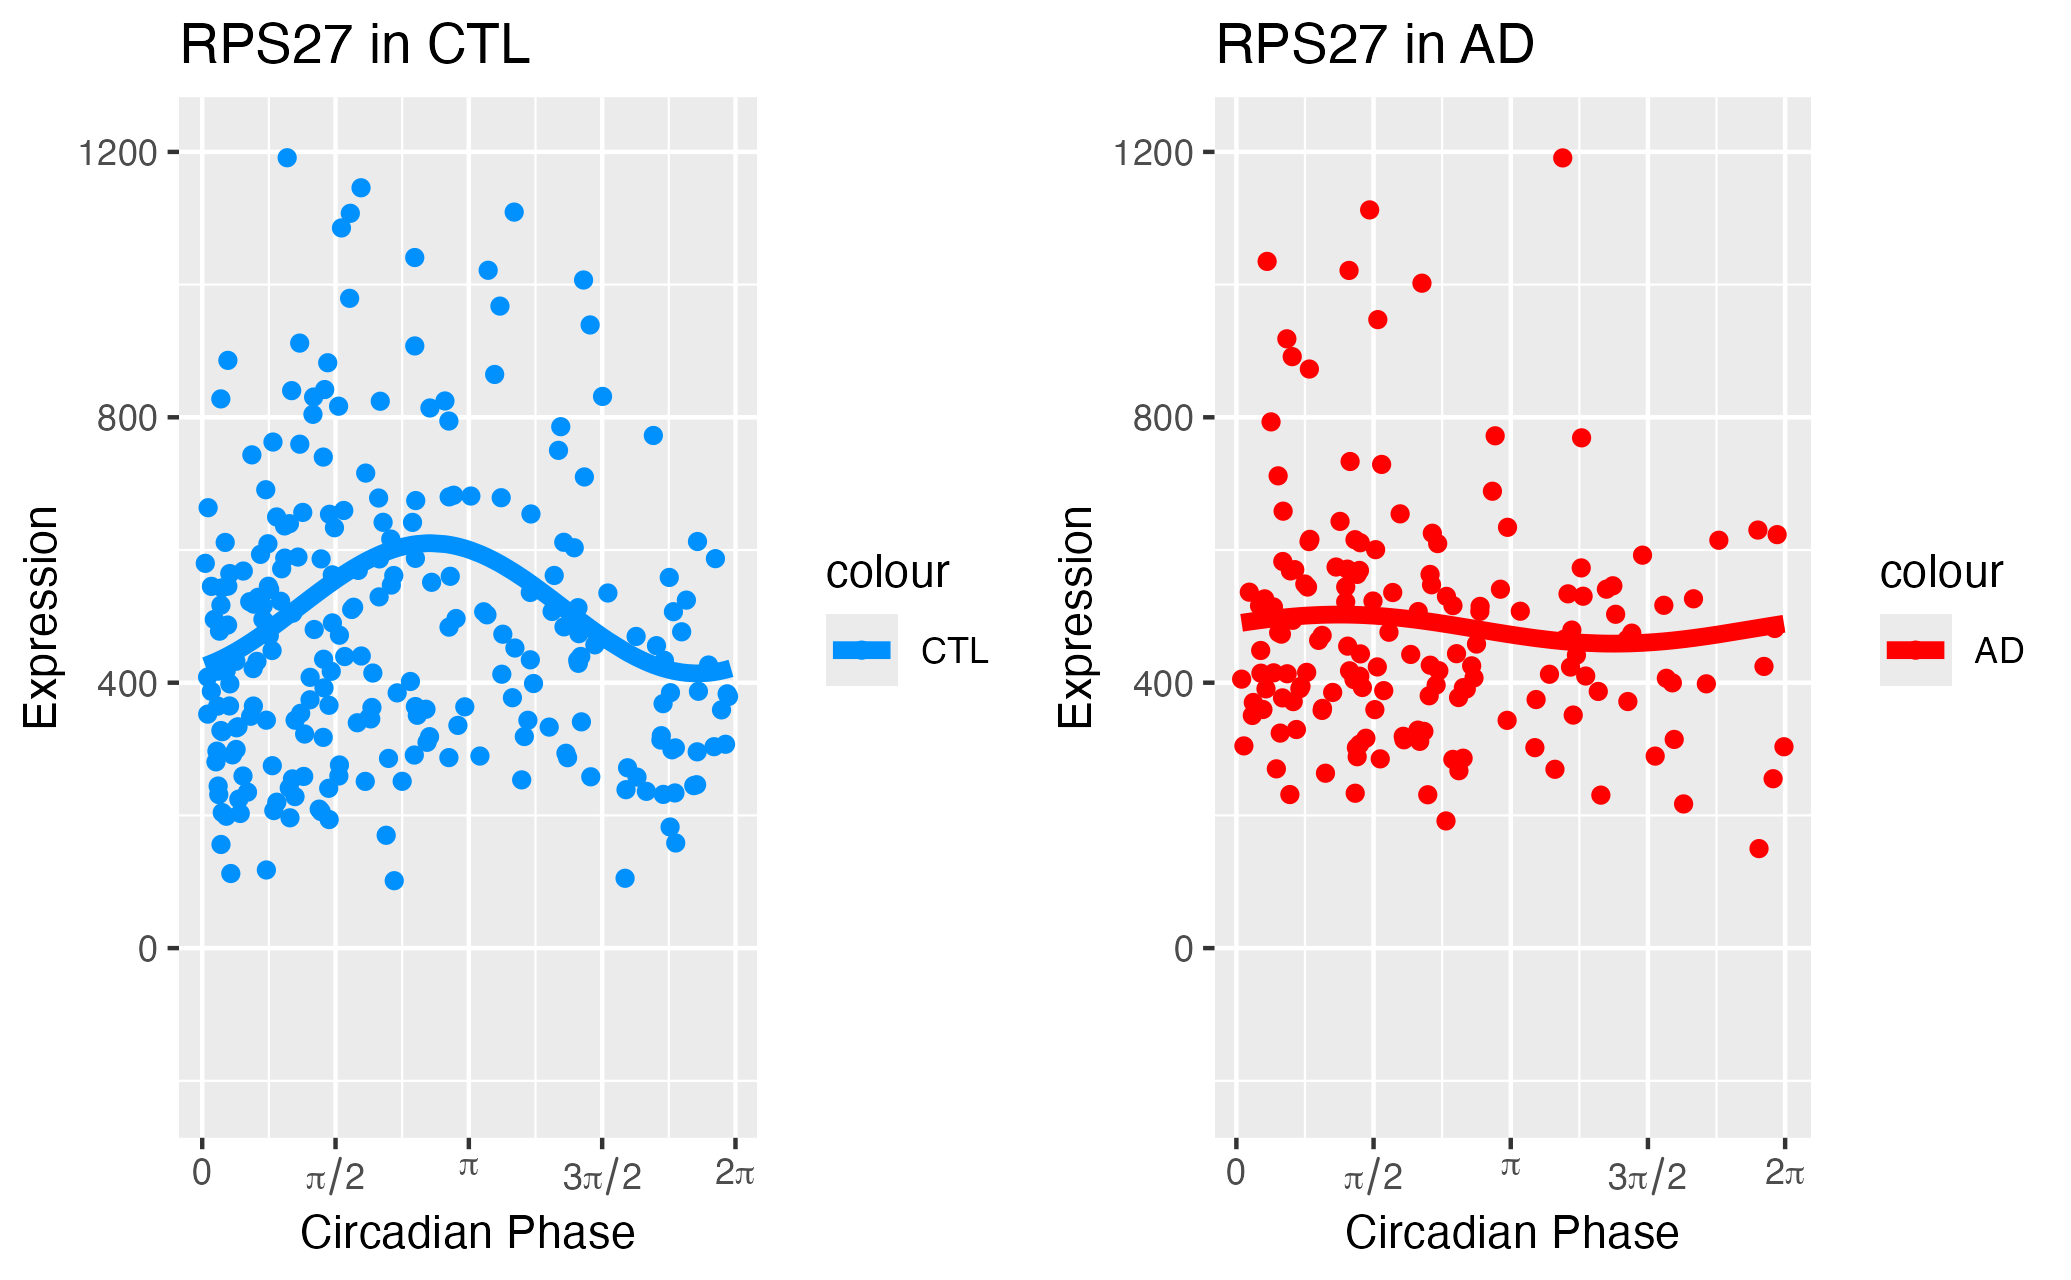 RPS27 in CTL
1200
800
400
0
Expression
0 π/2 π 3π/2 2π
Circadian Phase
colour
CTL
RPS27 in AD
1200
800
400
0
Expression
0 π/2 π 3π/2 2π
Circadian Phase
colour
AD